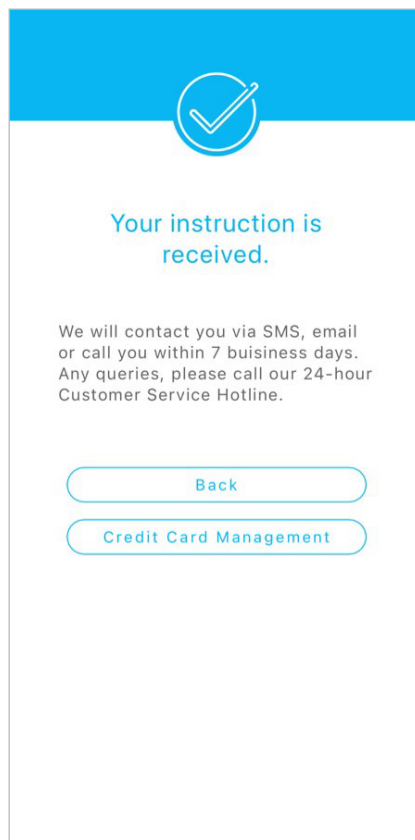 Your instruction is
received.
We will contact you via SMS, email
or call you within 7 buisiness days.
Any queries, please call our 24-hour
Customer Service Hotline.
Back
Credit Card Management